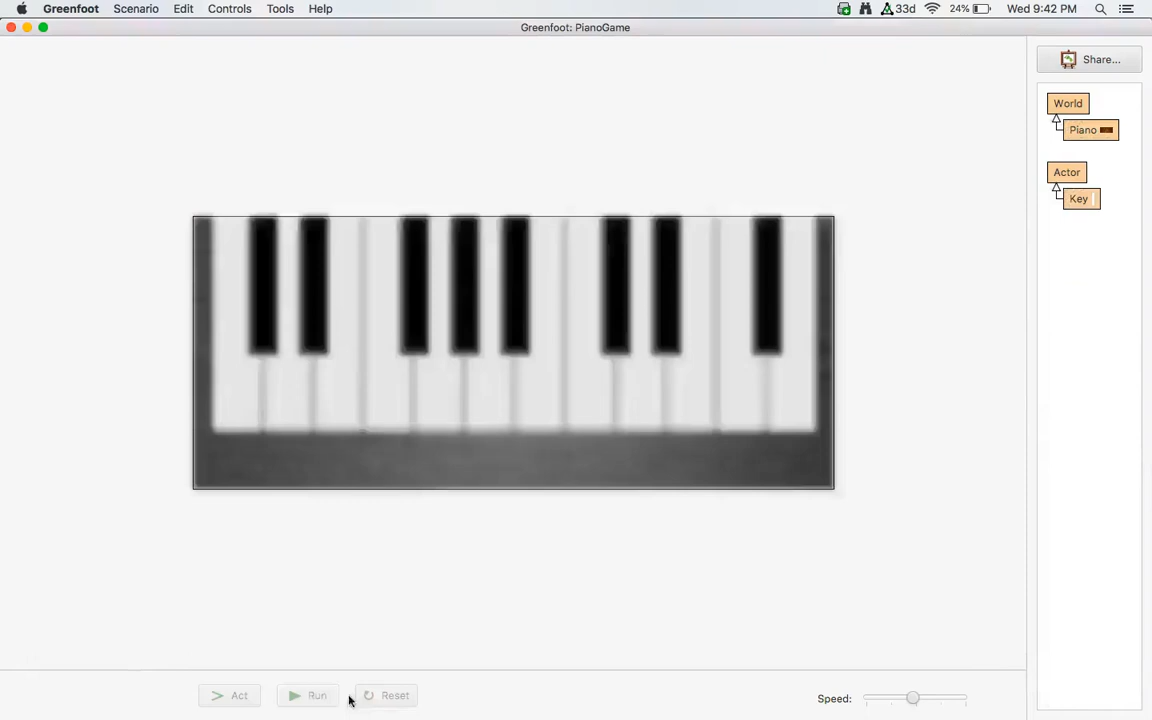 Greenfoot Scenario Edit Controls Tools Help 33d 24% Wed 9:42 PM
Greenfoot: PianoGame
Share...
World
Piano
Actor
Key
Act Run Reset Speed: